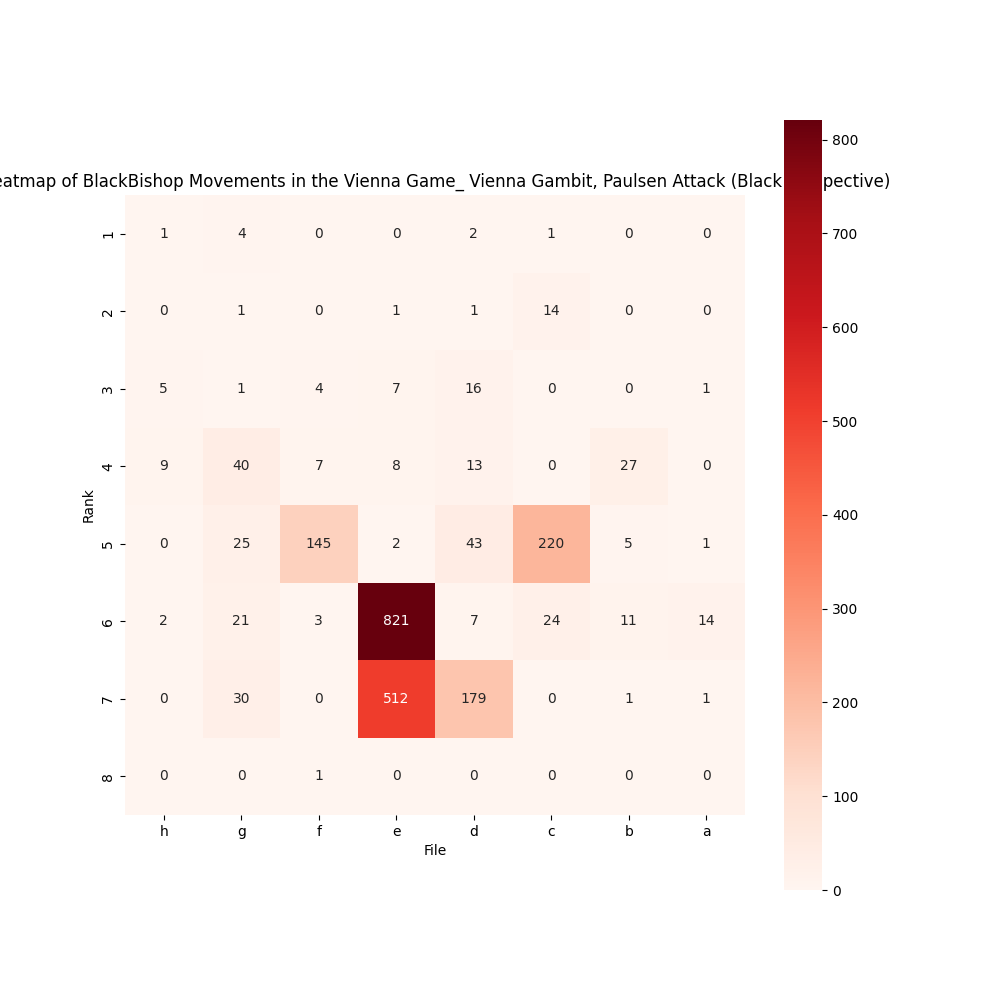 eatmap of BlackBishop Movements in the Vienna Game_ Vienna Gambit, Paulsen Attack (Black pective)
800
700
600
500
400
300
200
100
0
Rank
1 1 4 0 0 2 1 0 0
2 0 1 0 1 1 14 0 0
3 5 1 4 7 16 0 0 1
4 9 40 7 8 13 0 27 0
5 0 25 145 2 43 220 5 1
6 2 21 3 821 7 24 11 14
7 0 30 0 512 179 0 1 1
8 0 0 1 0 0 0 0 0
h g f e d c b a
File